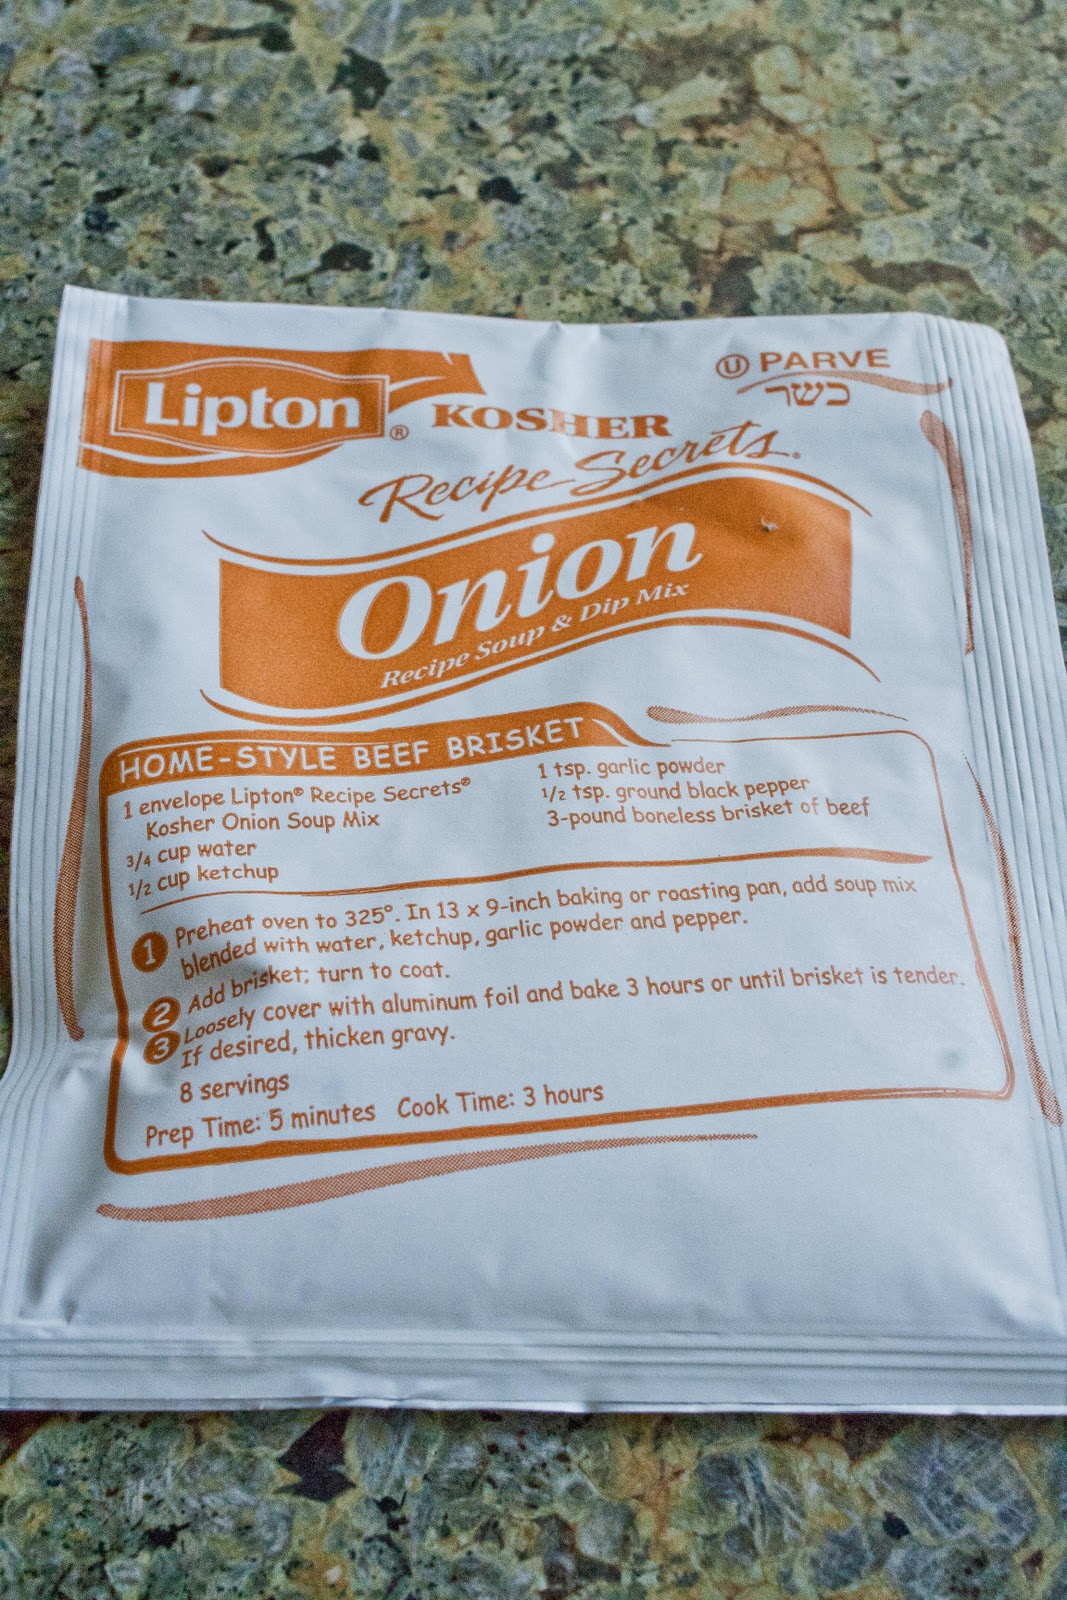 Lipton® KOSHER
Ⓤ PARVE
כשר
Recipe Secrets®
Onion
Recipe Soup & Dip Mix
HOME-STYLE BEEF BRISKET
1 envelope Lipton® Recipe Secrets®
Kosher Onion Soup Mix
3/4 cup water
1/2 cup ketchup
1 tsp. garlic powder
1/2 tsp. ground black pepper
3-pound boneless brisket of beef
1 Preheat oven to 325°. In 13 x 9-inch baking or roasting pan, add soup mix
blended with water, ketchup, garlic powder and pepper.
2 Add brisket; turn to coat.
3 Loosely cover with aluminum foil and bake 3 hours or until brisket is tender.
If desired, thicken gravy.
8 servings
Prep Time: 5 minutes Cook Time: 3 hours